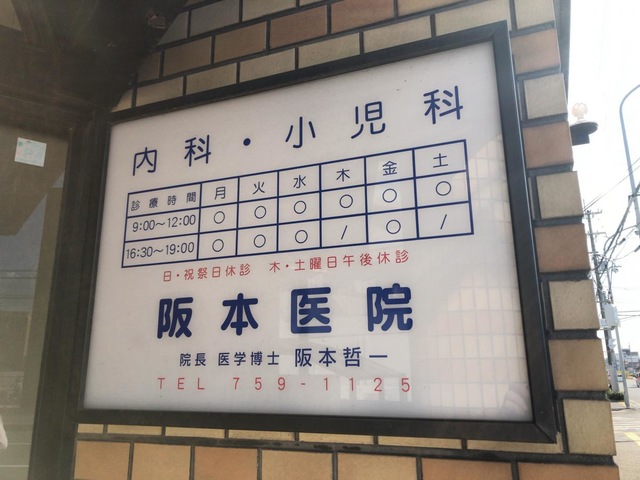 内科・小児科
診療時間 月 火 水 木 金 土
9:00～12:00 ○ ○ ○ ○ ○ ○
16:30～19:00 ○ ○ ○ / ○ /
日・祝祭日休診 木・土曜日午後休診
阪本医院
院長 医学博士 阪本哲一
TEL 759-1125